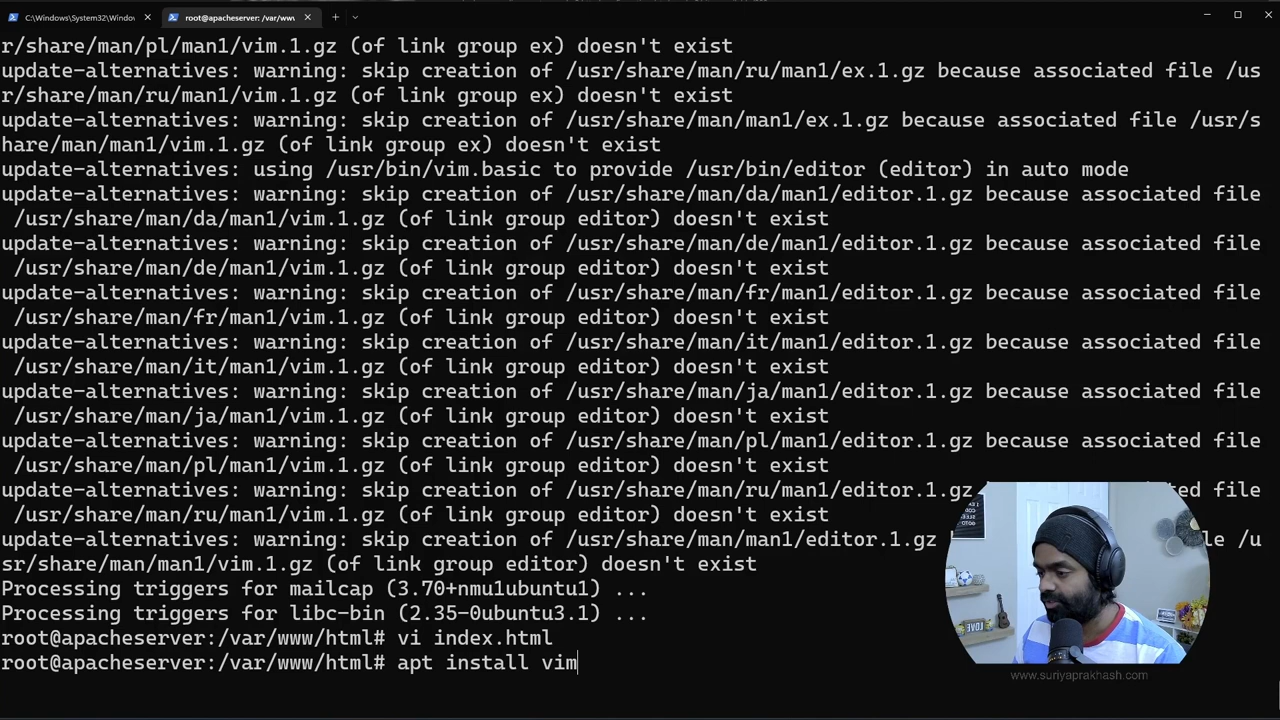 C:\Windows\System32\Window
root@apacheserver: /var/www
r/share/man/pl/man1/vim.1.gz (of link group ex) doesn't exist
update-alternatives: warning: skip creation of /usr/share/man/ru/man1/ex.1.gz because associated file /us
r/share/man/ru/man1/vim.1.gz (of link group ex) doesn't exist
update-alternatives: warning: skip creation of /usr/share/man/man1/ex.1.gz because associated file /usr/s
hare/man/man1/vim.1.gz (of link group ex) doesn't exist
update-alternatives: using /usr/bin/vim.basic to provide /usr/bin/editor (editor) in auto mode
update-alternatives: warning: skip creation of /usr/share/man/da/man1/editor.1.gz because associated file
/usr/share/man/da/man1/vim.1.gz (of link group editor) doesn't exist
update-alternatives: warning: skip creation of /usr/share/man/de/man1/editor.1.gz because associated file
/usr/share/man/de/man1/vim.1.gz (of link group editor) doesn't exist
update-alternatives: warning: skip creation of /usr/share/man/fr/man1/editor.1.gz because associated file
/usr/share/man/fr/man1/vim.1.gz (of link group editor) doesn't exist
update-alternatives: warning: skip creation of /usr/share/man/it/man1/editor.1.gz because associated file
/usr/share/man/it/man1/vim.1.gz (of link group editor) doesn't exist
update-alternatives: warning: skip creation of /usr/share/man/ja/man1/editor.1.gz because associated file
/usr/share/man/ja/man1/vim.1.gz (of link group editor) doesn't exist
update-alternatives: warning: skip creation of /usr/share/man/pl/man1/editor.1.gz because associated file
/usr/share/man/pl/man1/vim.1.gz (of link group editor) doesn't exist
update-alternatives: warning: skip creation of /usr/share/man/ru/man1/editor.1.gz file
/usr/share/man/ru/man1/vim.1.gz (of link group editor) doesn't exist
update-alternatives: warning: skip creation of /usr/share/man/man1/editor.1.gz /u
sr/share/man/man1/vim.1.gz (of link group editor) doesn't exist
Processing triggers for mailcap (3.70+nmu1ubuntu1) ...
Processing triggers for libc-bin (2.35-0ubuntu3.1) ...
root@apacheserver:/var/www/html# vi index.html
root@apacheserver:/var/www/html# apt install vim
www.suriyaprakhash.com